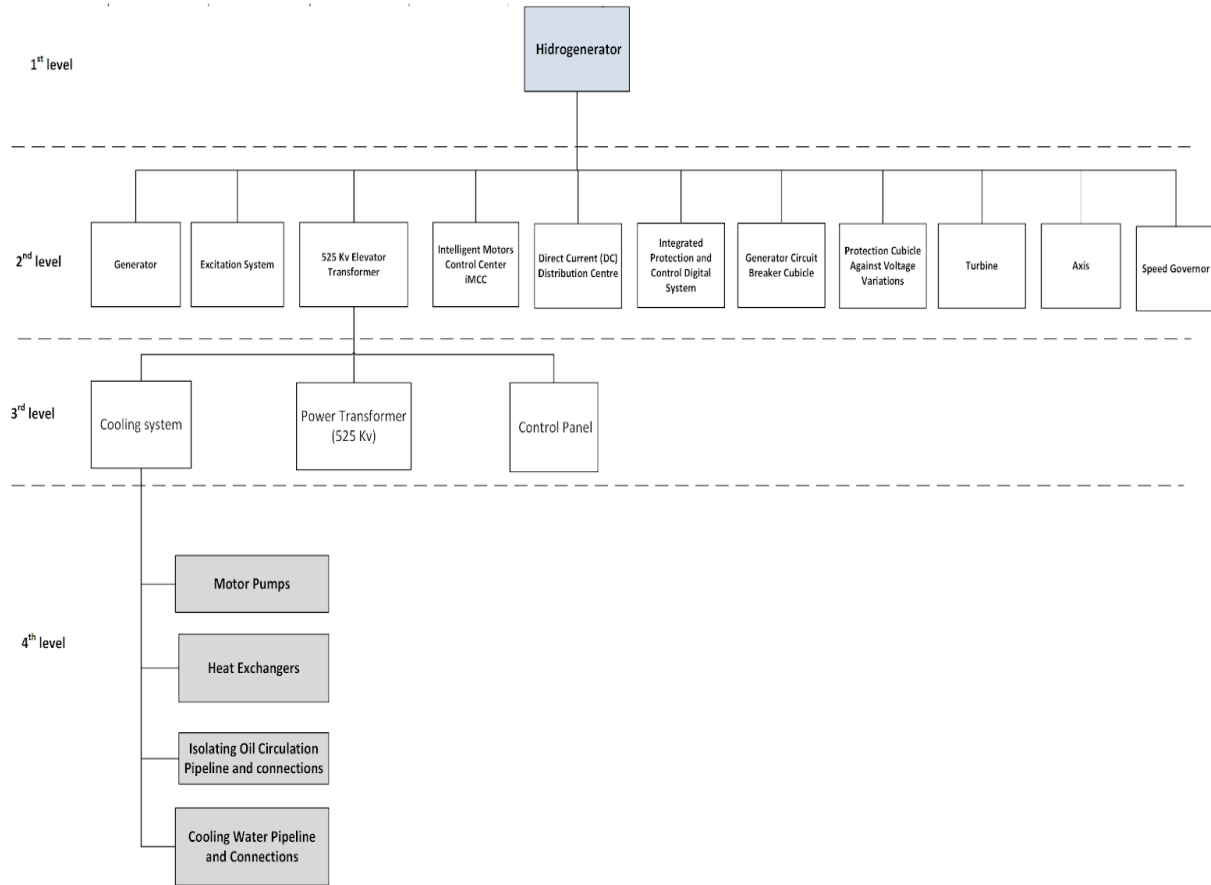 Hidrogenerator
1st level
2nd level
Generator
Excitation System
525 Kv Elevator
Transformer
Intelligent Motors
Control Center
iMCC
Direct Current (DC)
Distribution Centre
Integrated
Protection and
Control Digital
System
Generator Circuit
Breaker Cubicle
Protection Cubicle
Against Voltage
Variations
Turbine
Axis
Speed Governor
3rd level
Cooling system
Power Transformer
(525 Kv)
Control Panel
4th level
Motor Pumps
Heat Exchangers
Isolating Oil Circulation
Pipeline and connections
Cooling Water Pipeline
and Connections